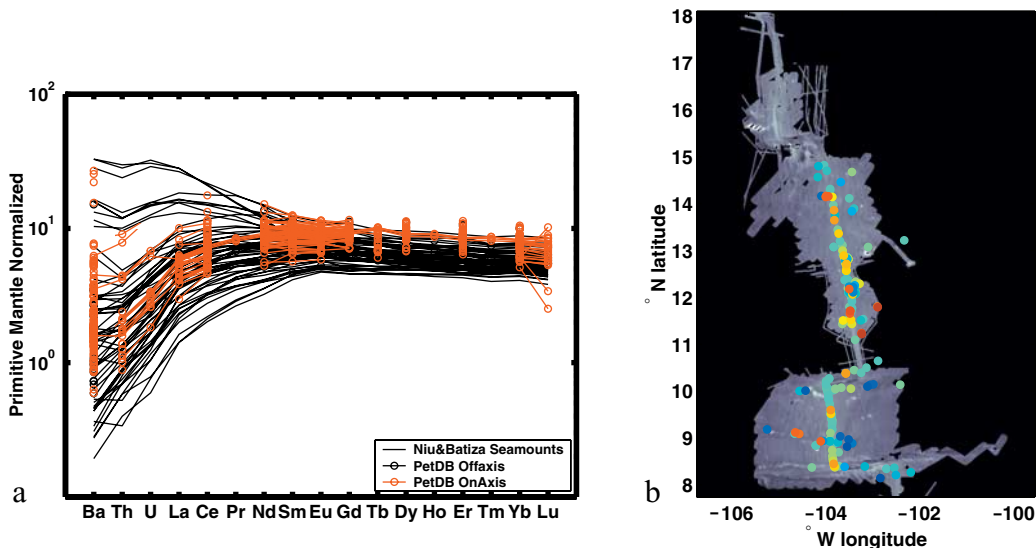 a
Primitive Mantle Normalized
10²
10¹
10⁰
Niu&Batiza Seamounts
PetDB Offaxis
PetDB OnAxis
Ba Th U La Ce Pr Nd Sm Eu Gd Tb Dy Ho Er Tm Yb Lu
b
° N latitude
18
17
16
15
14
13
12
11
10
9
8
−106 −104 −102 −100
° W longitude